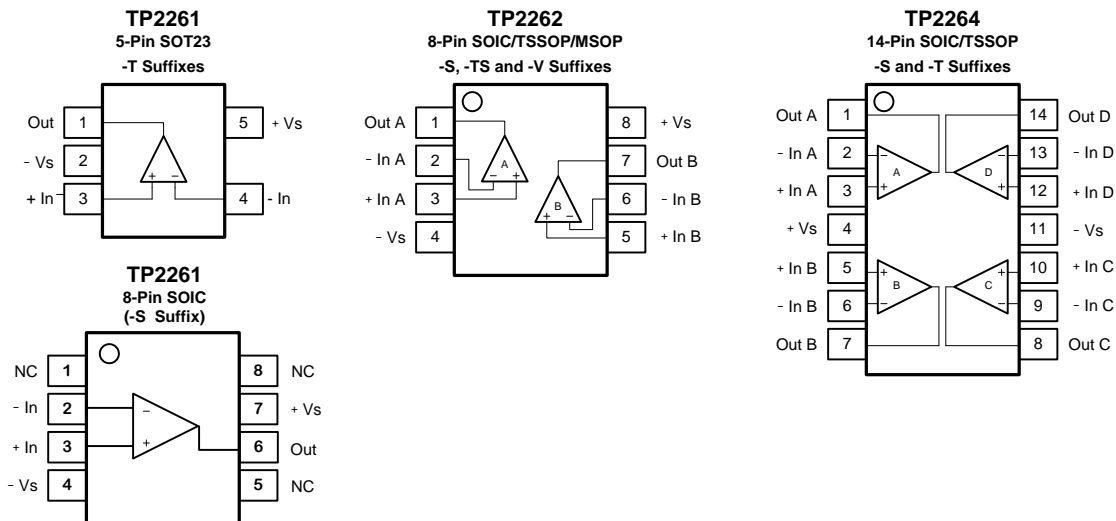 TP2261
5-Pin SOT23
-T Suffixes
Out 1
5 + Vs
- Vs 2
+ In 3
4 - In
+ -
TP2262
8-Pin SOIC/TSSOP/MSOP
-S, -TS and -V Suffixes
Out A 1
8 + Vs
- In A 2
7 Out B
+ In A 3
6 - In B
- Vs 4
5 + In B
A
- +
B
+ -
TP2264
14-Pin SOIC/TSSOP
-S and -T Suffixes
Out A 1
14 Out D
- In A 2
13 - In D
+ In A 3
12 + In D
+ Vs 4
11 - Vs
+ In B 5
10 + In C
- In B 6
9 - In C
Out B 7
8 Out C
- A +
- D +
+ B -
+ C -
TP2261
8-Pin SOIC
(-S Suffix)
NC 1
8 NC
- In 2
7 + Vs
+ In 3
6 Out
- Vs 4
5 NC
-
+